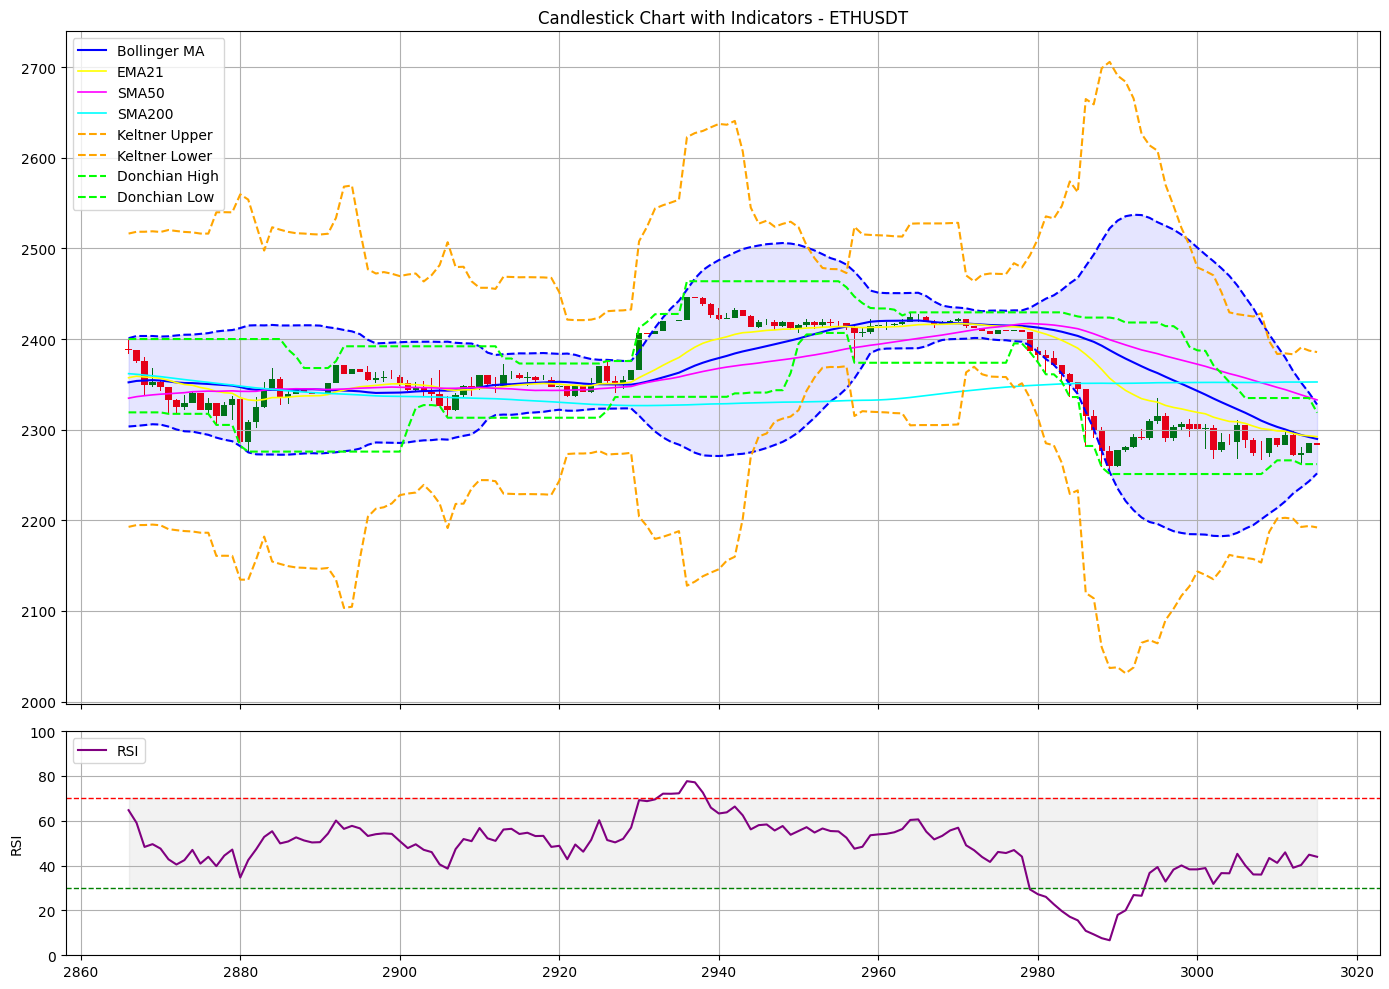 Candlestick Chart with Indicators - ETHUSDT
Bollinger MA
EMA21
SMA50
SMA200
Keltner Upper
Keltner Lower
Donchian High
Donchian Low
2700
2600
2500
2400
2300
2200
2100
2000
RSI
100
80
60
40
20
0
RSI
2860
2880
2900
2920
2940
2960
2980
3000
3020